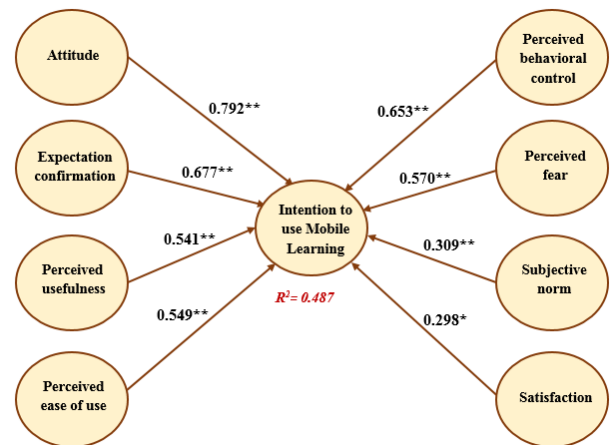 Attitude
0.792**
Expectation
confirmation
0.677**
Perceived
usefulness
0.541**
Perceived
ease of use
0.549**
Intention to
use Mobile
Learning
R²= 0.487
Perceived
behavioral
control
0.653**
Perceived
fear
0.570**
Subjective
norm
0.309**
Satisfaction
0.298*